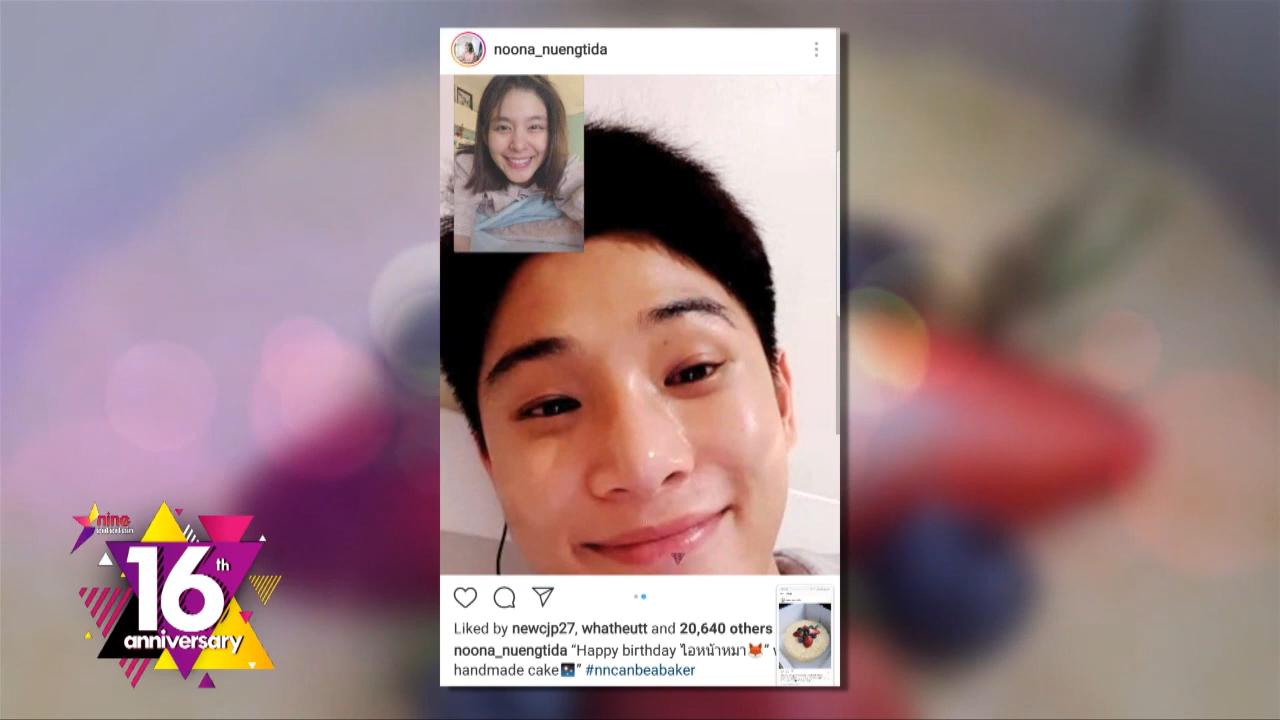 noona_nuengtida
Liked by newcjp27, whatheutt and 20,640 others
noona_nuengtida “Happy birthday ไอหน้าหมา🦊”
handmade cake🌃” #nncanbeabaker
nine
16th
anniversary